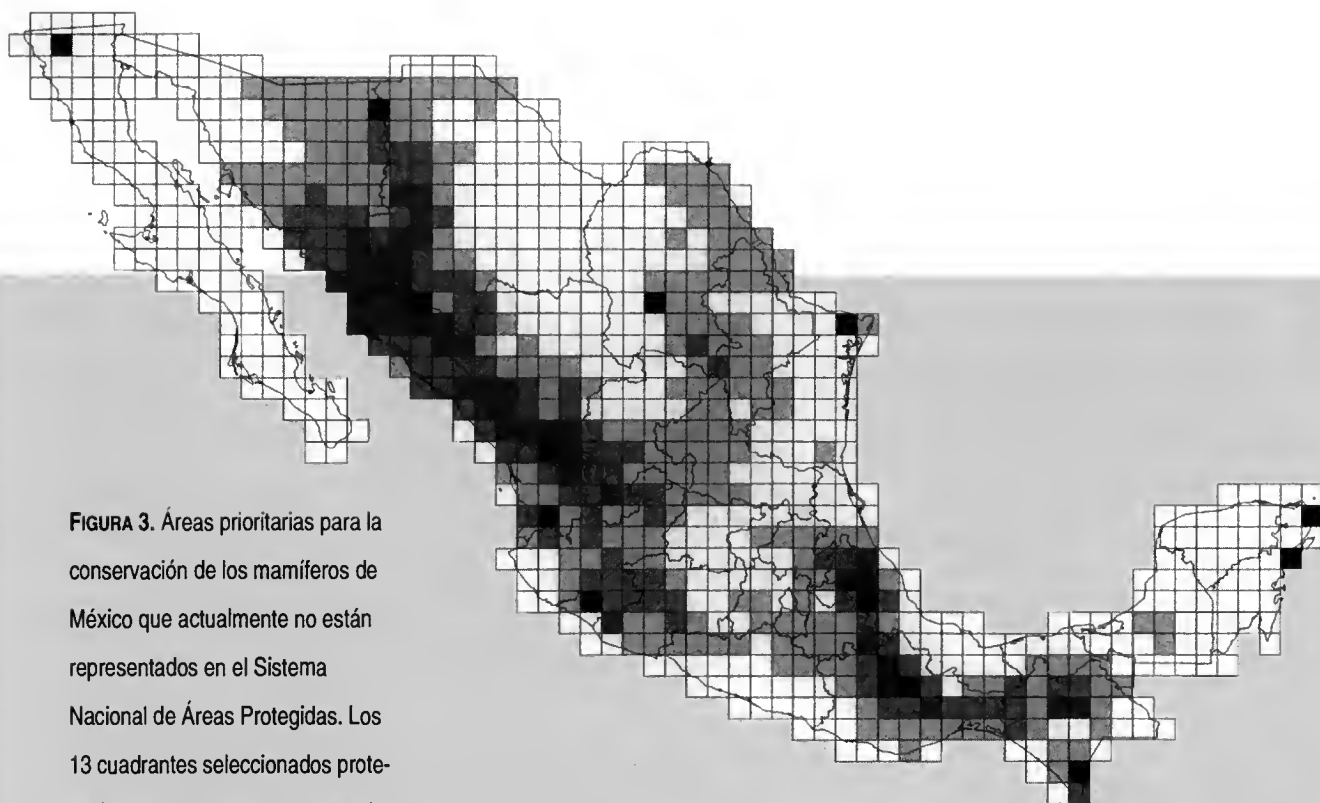 FIGURA 3. Áreas prioritarias para la
conservación de los mamíferos de
México que actualmente no están
representados en el Sistema
Nacional de Áreas Protegidas. Los
13 cuadrantes seleccionados prote-